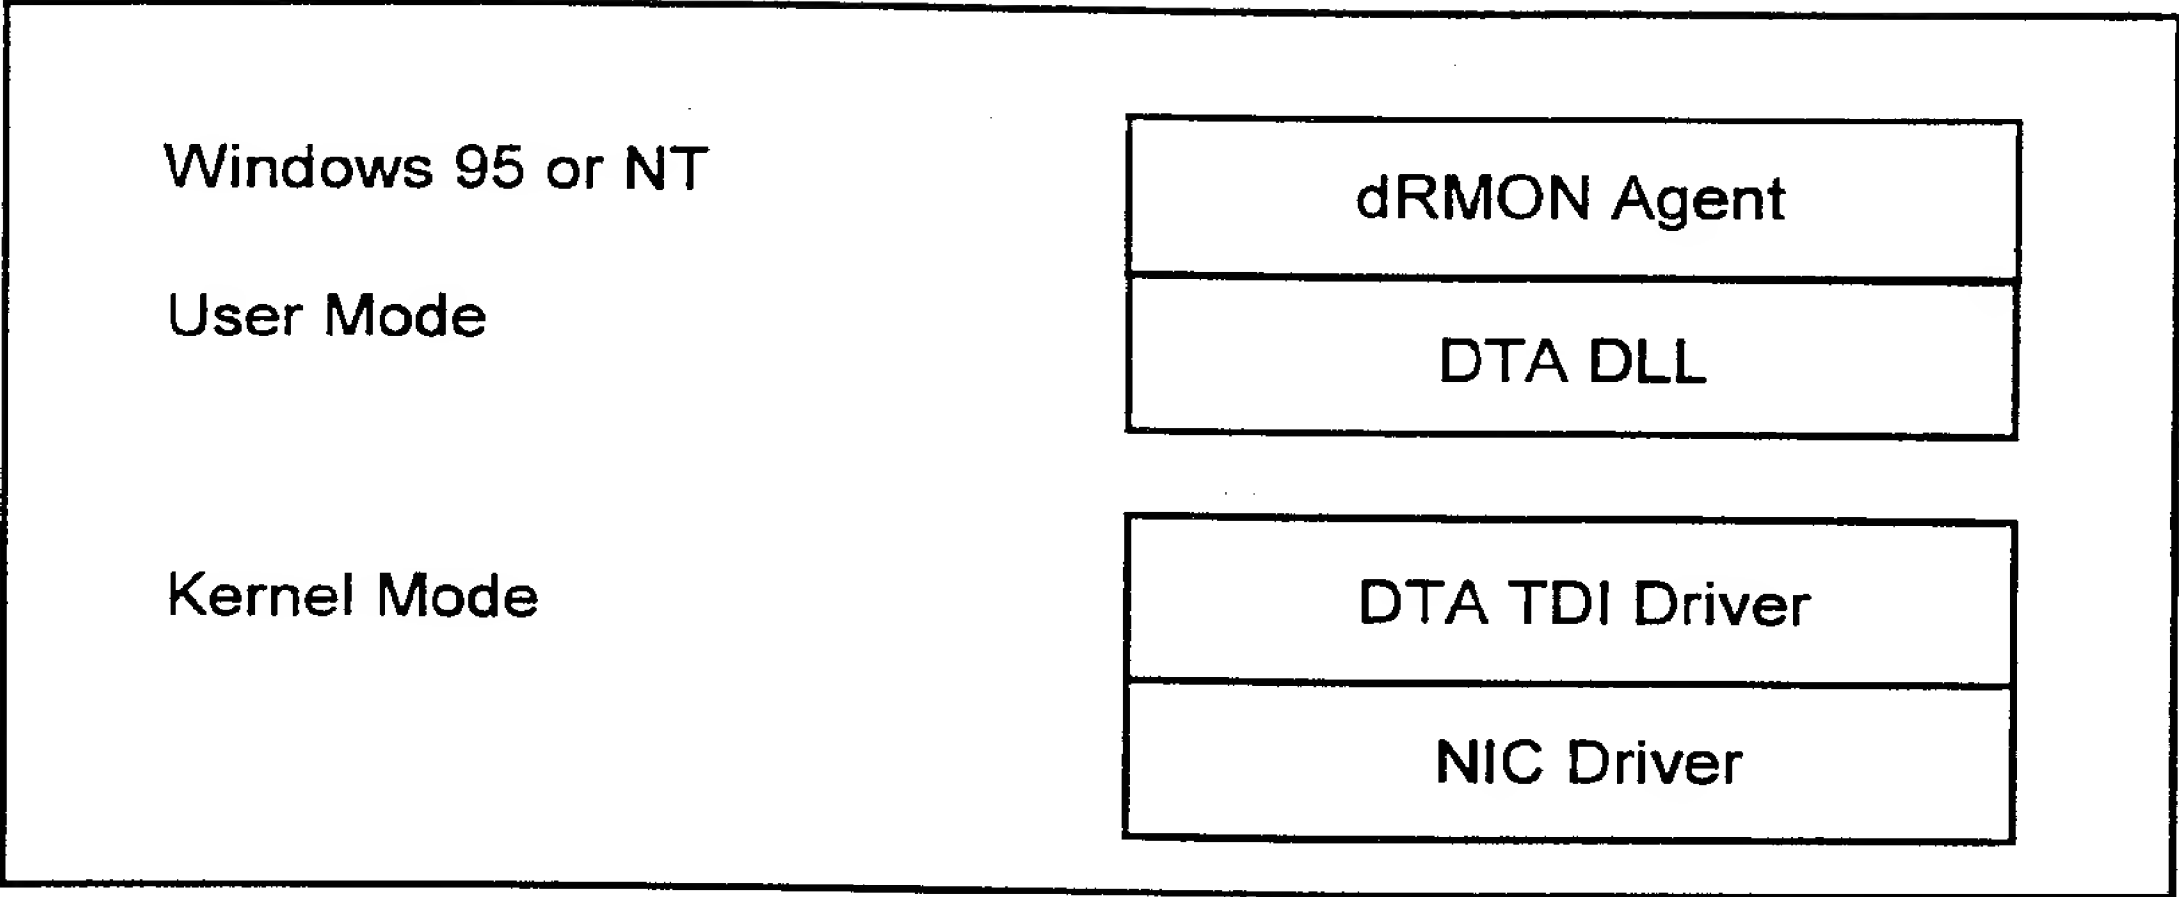 Windows 95 or NT
dRMON Agent
User Mode
DTA DLL
Kernel Mode
DTA TDI Driver
NIC Driver